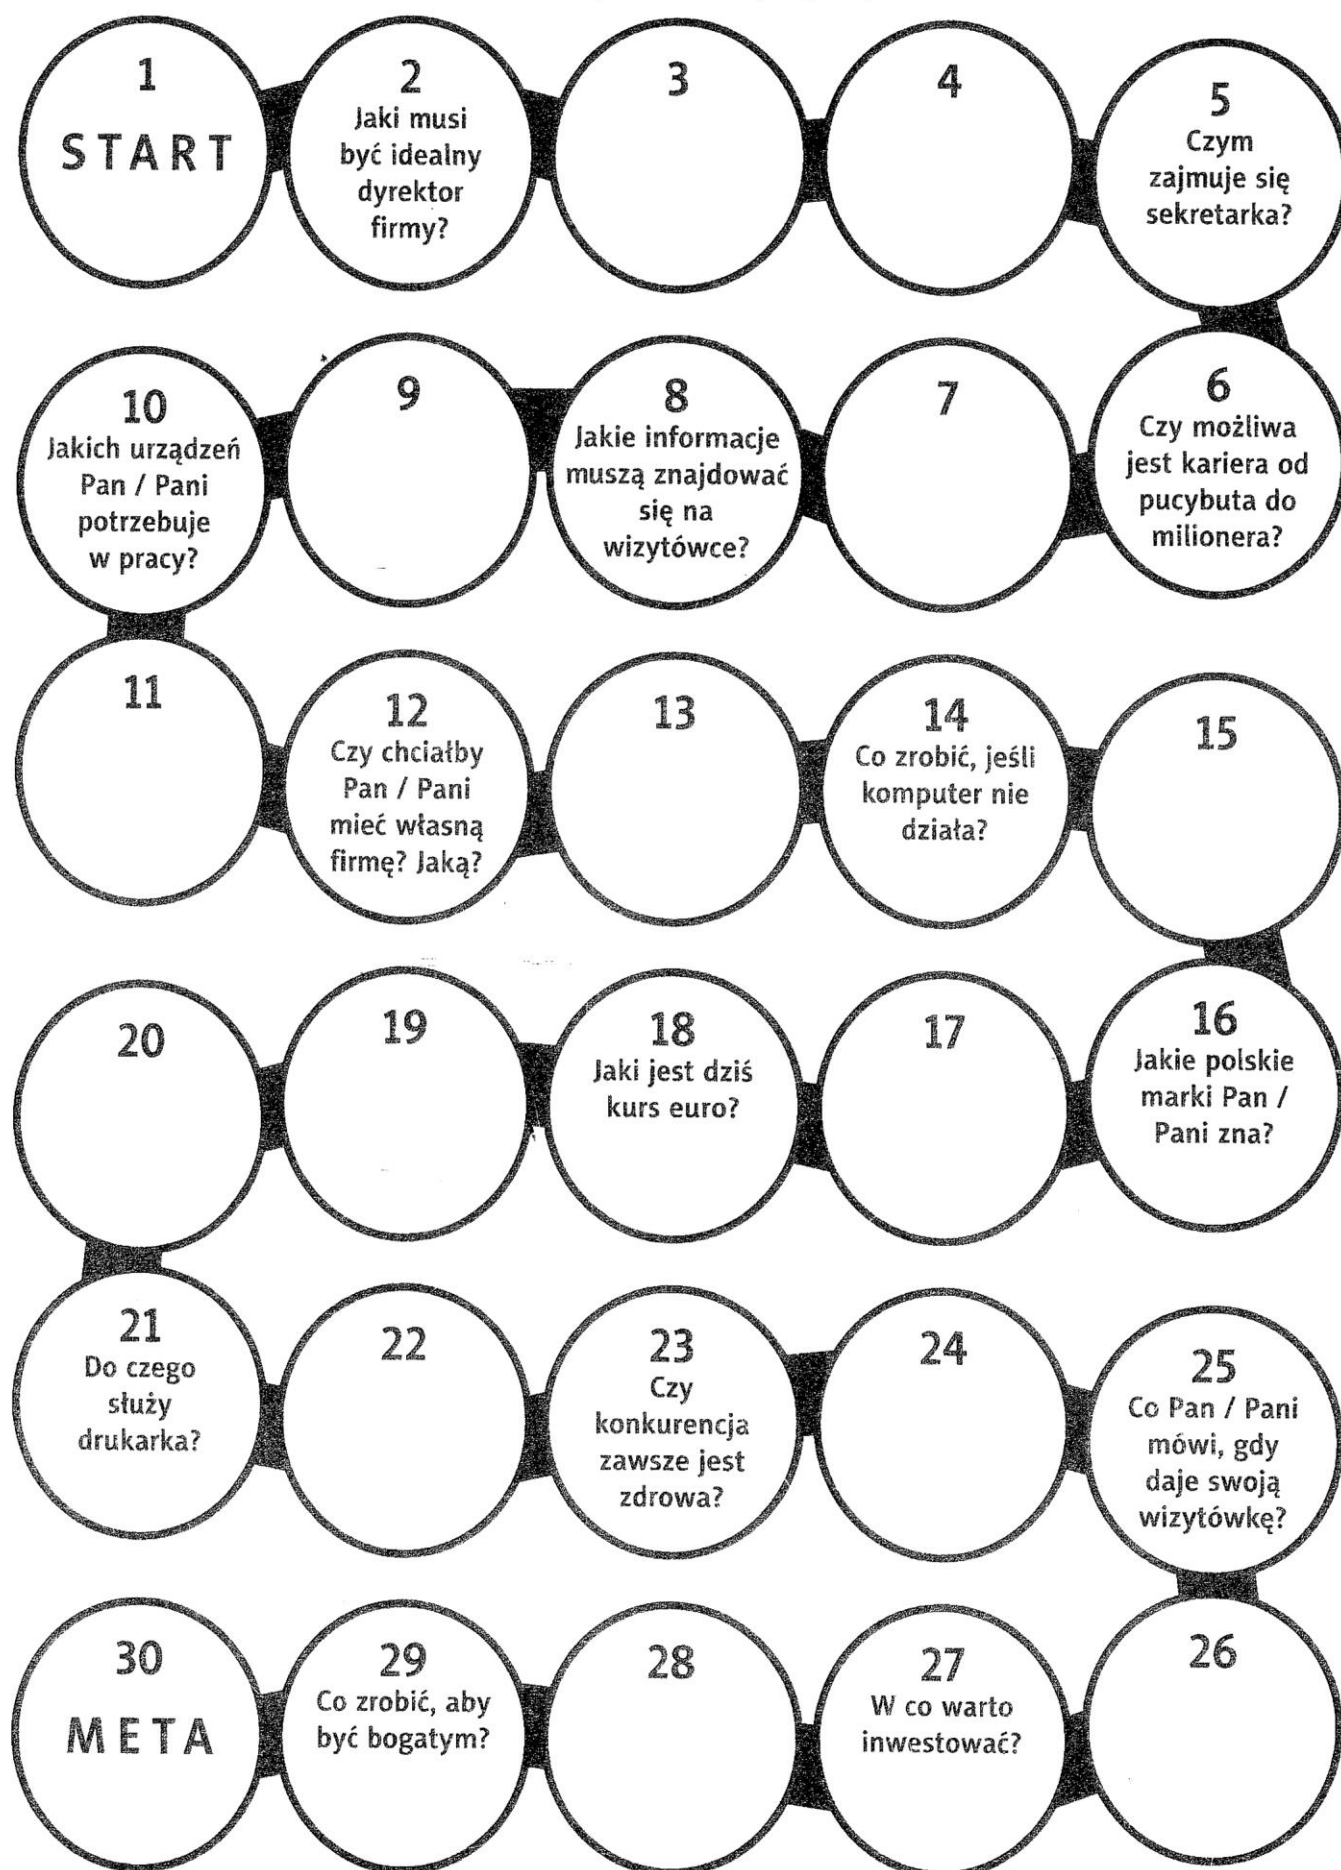 1
START
2
Jaki musi
być idealny
dyrektor
firmy?
3
4
5
Czym
zajmuje się
sekretarka?
6
Czy możliwa
jest kariera od
pucybuta do
milionera?
7
8
Jakie informacje
muszą znajdować
się na
wizytówce?
9
10
Jakich urządzeń
Pan / Pani
potrzebuje
w pracy?
11
12
Czy chciałby
Pan / Pani
mieć własną
firmę? Jaką?
13
14
Co zrobić, jeśli
komputer nie
działa?
15
16
Jakie polskie
marki Pan /
Pani zna?
17
18
Jaki jest dziś
kurs euro?
19
20
21
Do czego
służy
drukarka?
22
23
Czy
konkurencja
zawsze jest
zdrowa?
24
25
Co Pan / Pani
mówi, gdy
daje swoją
wizytówkę?
26
27
W co warto
inwestować?
28
29
Co zrobić, aby
być bogatym?
30
META